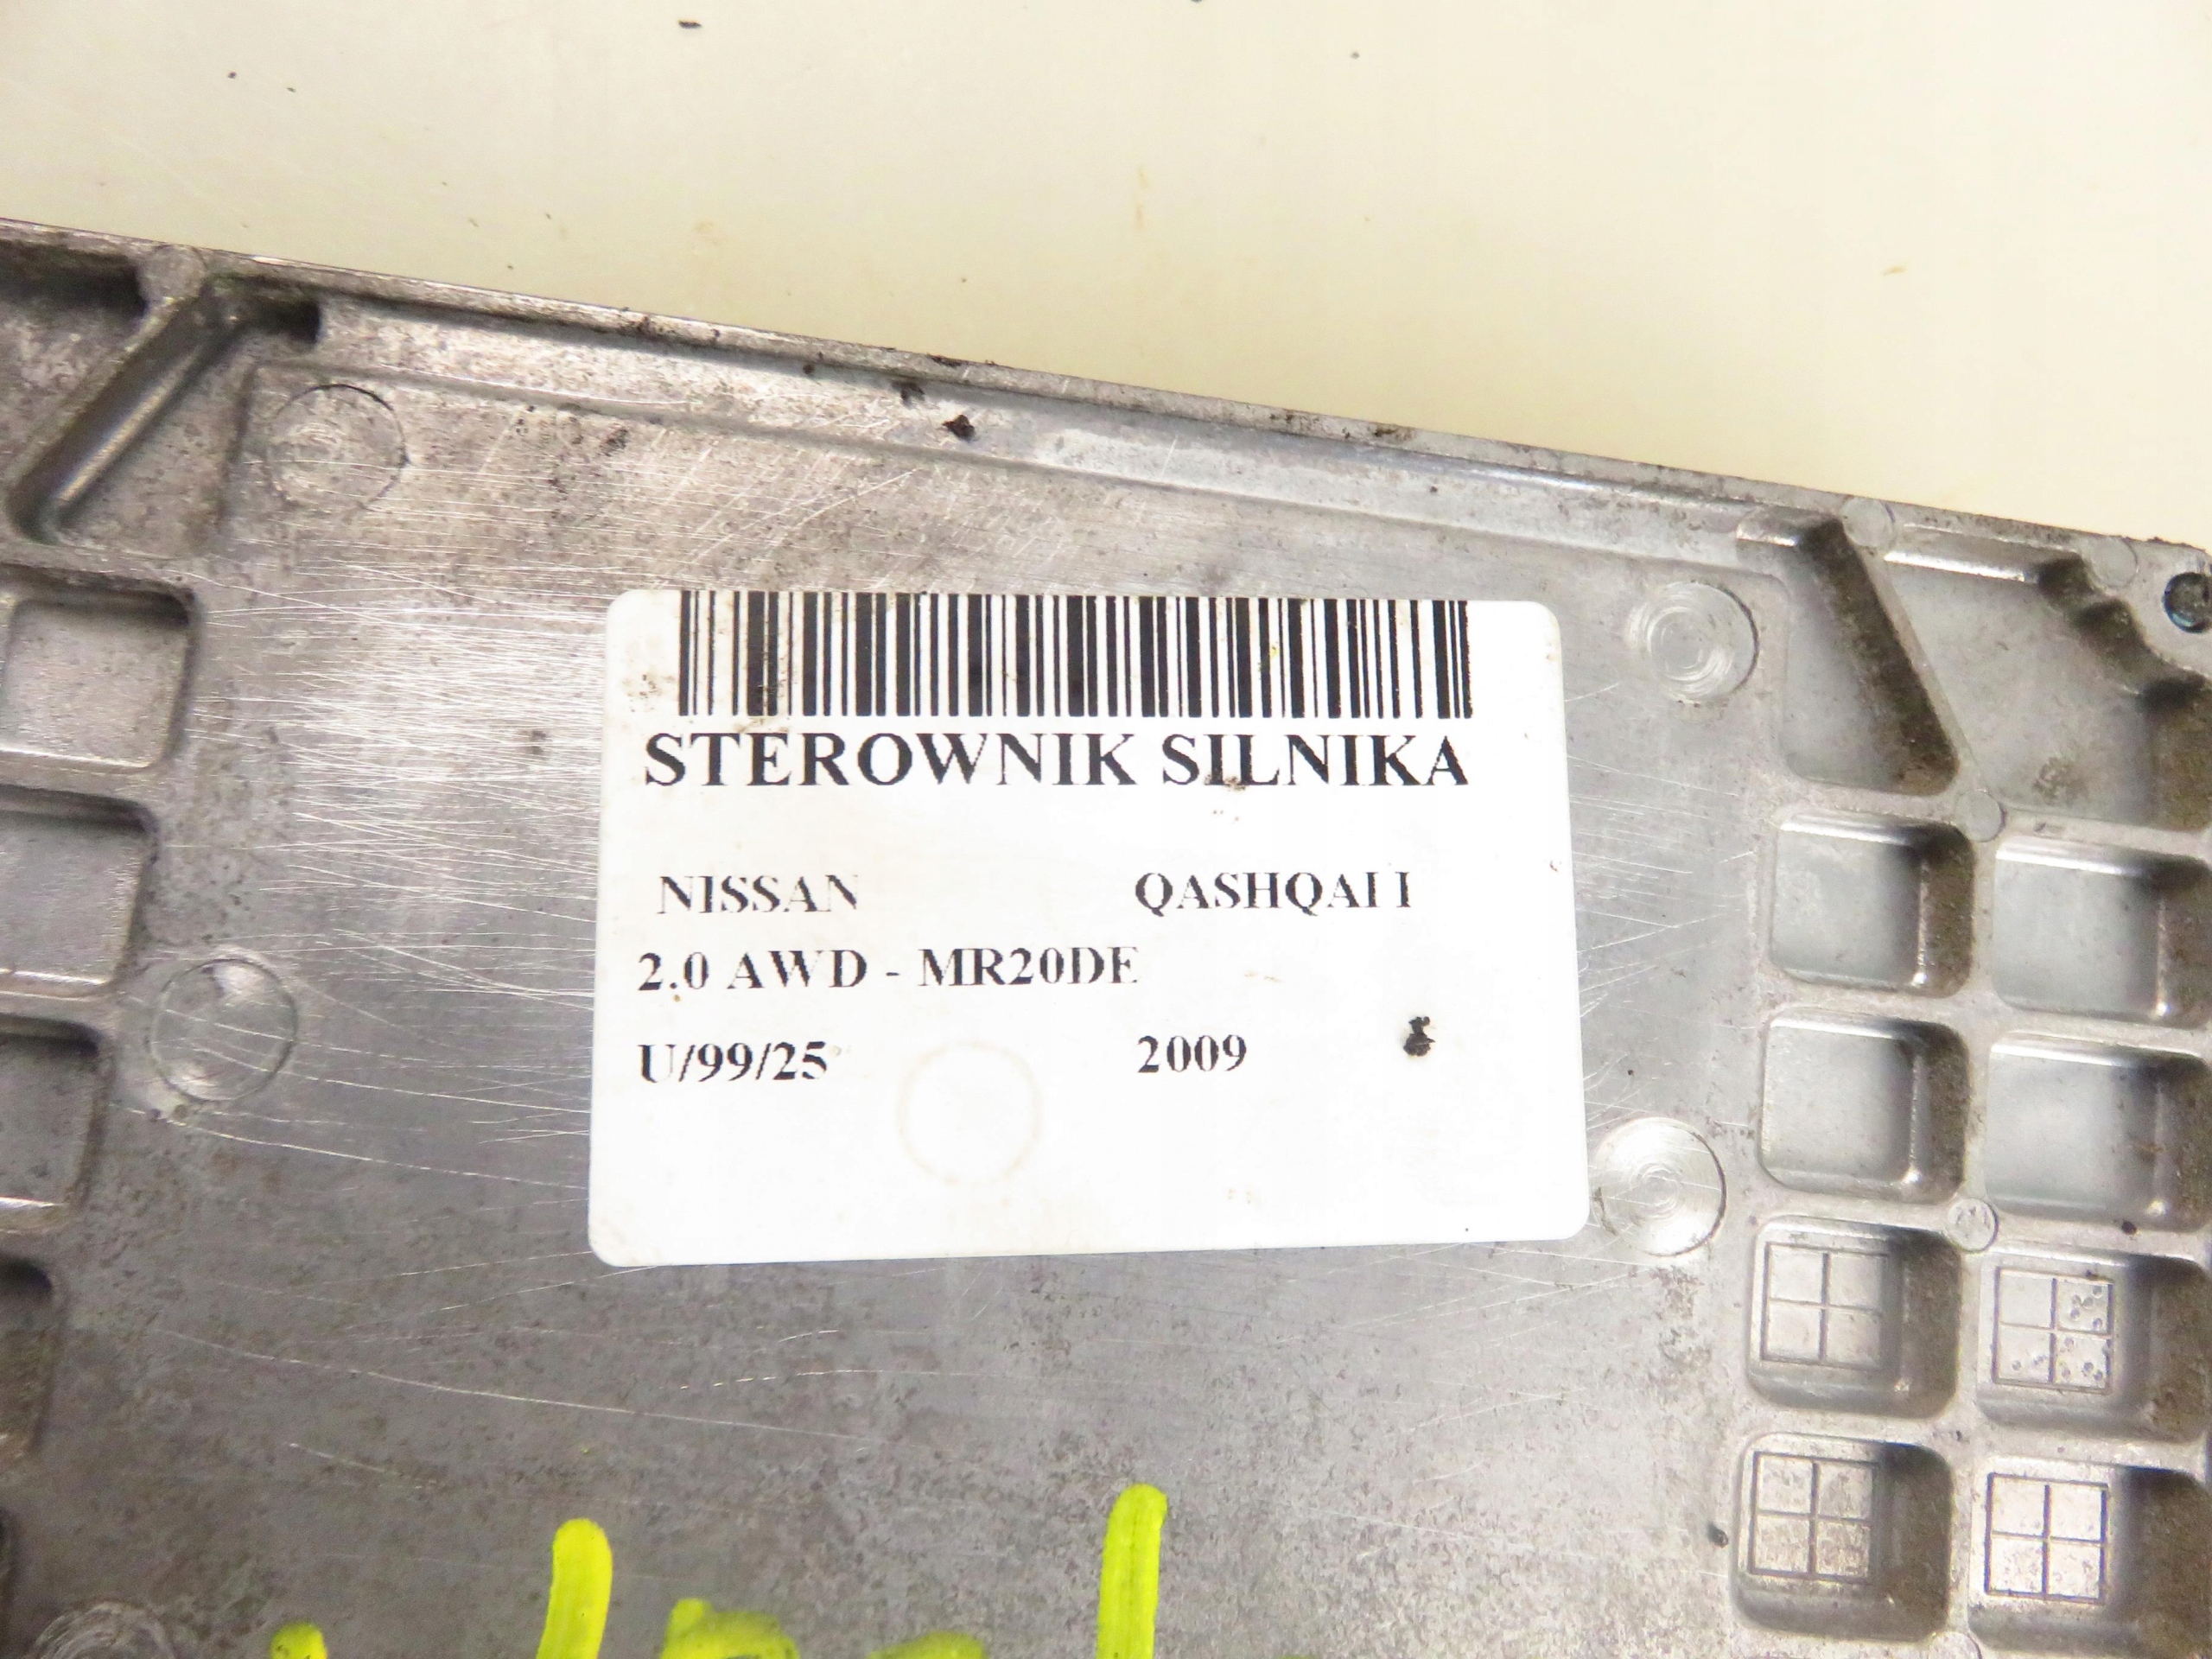 STEROWNIK SILNIKA
NISSAN QASHQAI I
2.0 AWD - MR20DE
U/99/25 2009